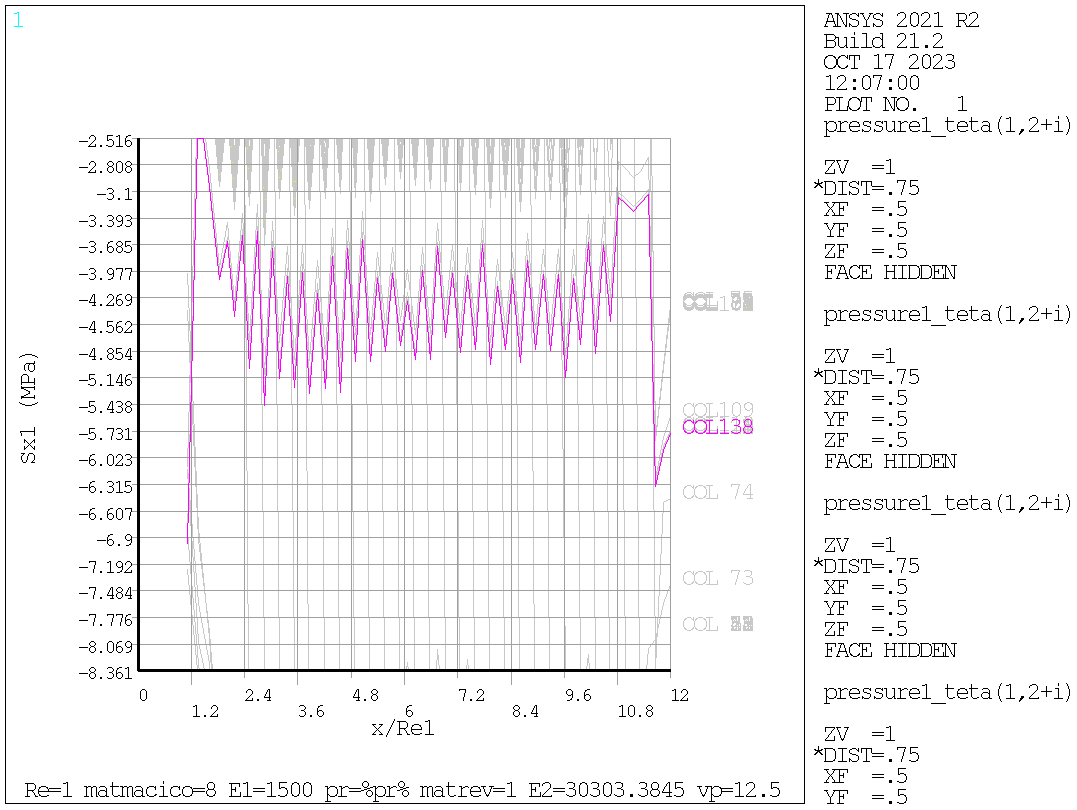 1
ANSYS 2021 R2
Build 21.2
OCT 17 2023
12:07:00
PLOT NO. 1
pressure1_teta(1,2+i)
ZV =1
*DIST=.75
XF =.5
YF =.5
ZF =.5
FACE HIDDEN
pressure1_teta(1,2+i)
ZV =1
*DIST=.75
XF =.5
YF =.5
ZF =.5
FACE HIDDEN
pressure1_teta(1,2+i)
ZV =1
*DIST=.75
XF =.5
YF =.5
ZF =.5
FACE HIDDEN
pressure1_teta(1,2+i)
ZV =1
*DIST=.75
XF =.5
YF =.5
-2.516
-2.808
-3.1
-3.393
-3.685
-3.977
-4.269
-4.562
-4.854
-5.146
-5.438
-5.731
-6.023
-6.315
-6.607
-6.9
-7.192
-7.484
-7.776
-8.069
-8.361
Sx1 (MPa)
COL
COL109
COL138
COL 74
COL 73
COL
0
1.2
2.4
3.6
4.8
6
7.2
8.4
9.6
10.8
12
x/Re1
Re=1 matmacico=8 E1=1500 pr=%pr% matrev=1 E2=30303.3845 vp=12.5